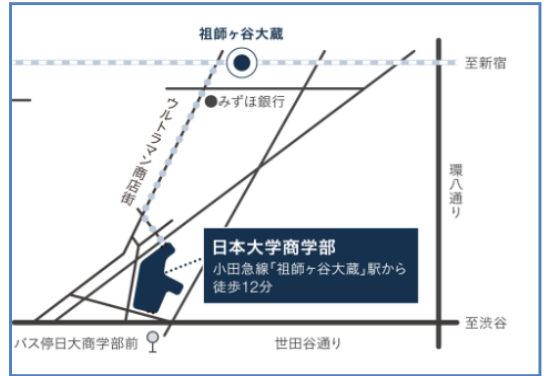 祖師ヶ谷大蔵
至新宿
みずほ銀行
ウルトラマン商店街
環八通り
日本大学商学部
小田急線「祖師ヶ谷大蔵」駅から
徒歩12分
至渋谷
バス停日大商学部前
世田谷通り